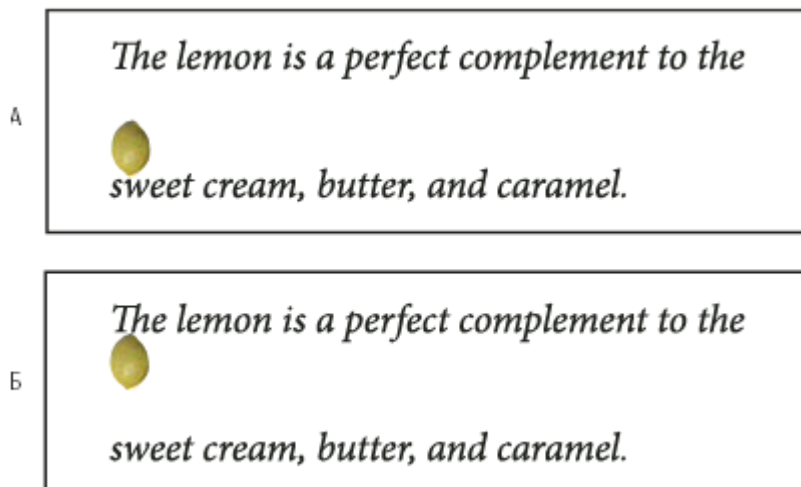 The lemon is a perfect complement to the
А
sweet cream, butter, and caramel.
The lemon is a perfect complement to the
Б
sweet cream, butter, and caramel.